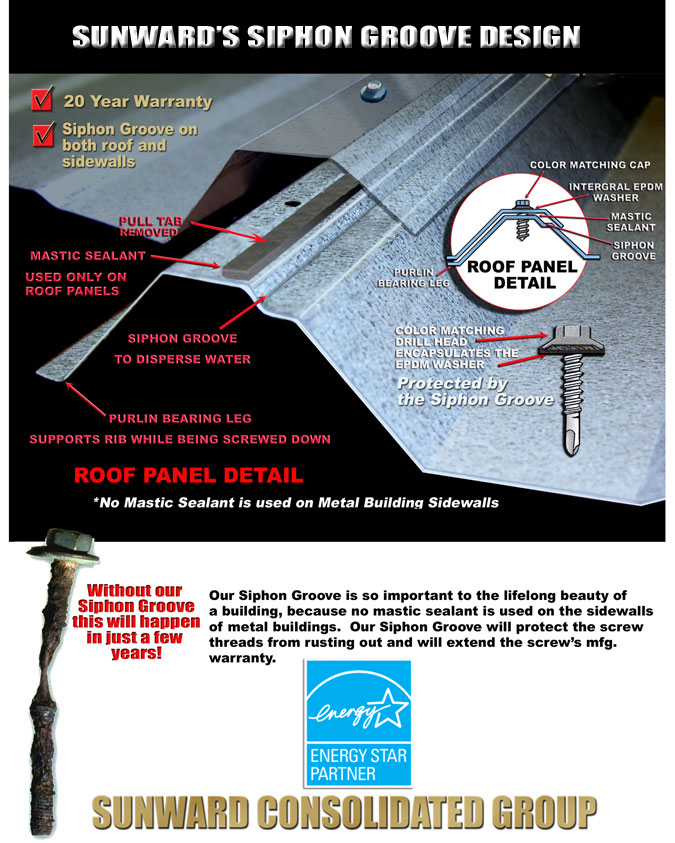 SUNWARD'S SIPHON GROOVE DESIGN
20 Year Warranty
Siphon Groove on
both roof and
sidewalls
COLOR MATCHING CAP
INTERGRAL EPDM
WASHER
MASTIC
SEALANT
SIPHON
GROOVE
PURLIN
BEARING LEG
ROOF PANEL
DETAIL
PULL TAB
REMOVED
MASTIC SEALANT
USED ONLY ON
ROOF PANELS
SIPHON GROOVE
TO DISPERSE WATER
COLOR MATCHING
DRILL HEAD
ENCAPSULATES THE
EPDM WASHER
Protected by
the Siphon Groove
PURLIN BEARING LEG
SUPPORTS RIB WHILE BEING SCREWED DOWN
ROOF PANEL DETAIL
*No Mastic Sealant is used on Metal Building Sidewalls
Without our
Siphon Groove
this will happen
in just a few
years!
Our Siphon Groove is so important to the lifelong beauty of
a building, because no mastic sealant is used on the sidewalls
of metal buildings. Our Siphon Groove will protect the screw
threads from rusting out and will extend the screw's mfg.
warranty.
energy
ENERGY STAR
PARTNER
SUNWARD CONSOLIDATED GROUP